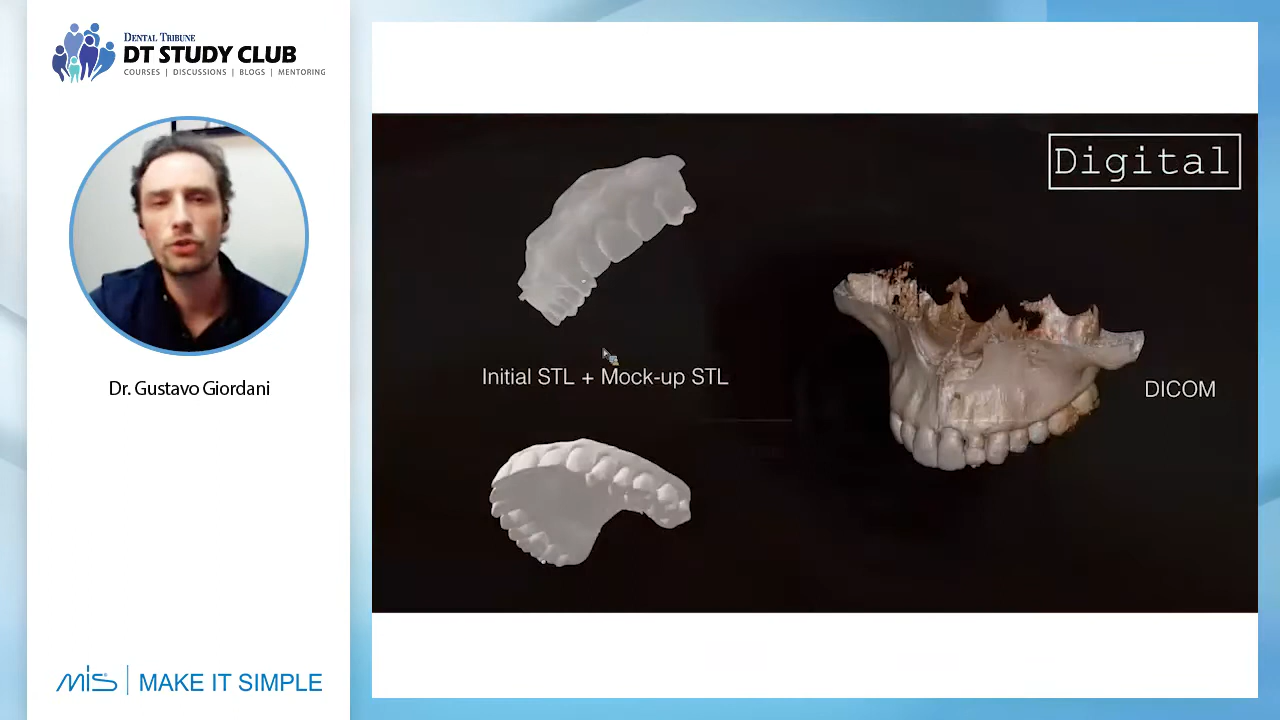 DENTAL TRIBUNE
DT STUDY CLUB
COURSES | DISCUSSIONS | BLOGS | MENTORING
Dr. Gustavo Giordani
Digital
Initial STL + Mock-up STL
DICOM
MIS | MAKE IT SIMPLE